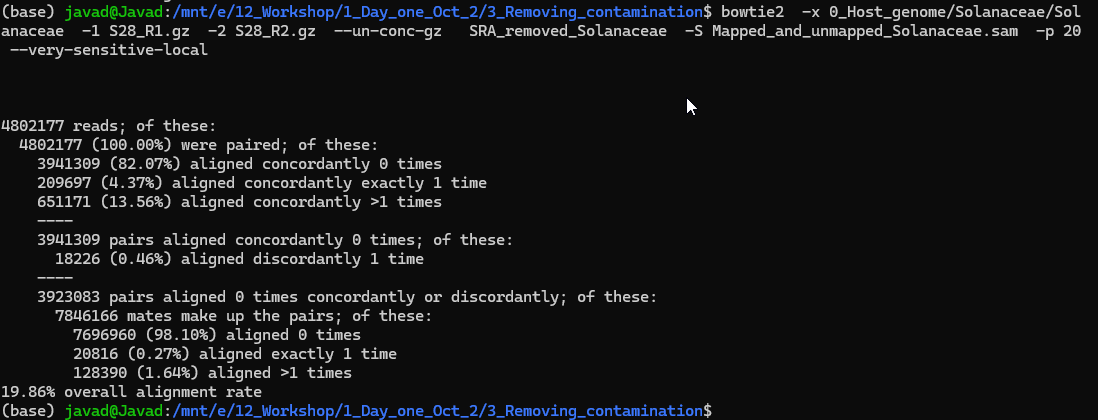 (base) javad@Javad:/mnt/e/12_Workshop/1_Day_one_Oct_2/3_Removing_contamination$ bowtie2  -x 0_Host_genome/Solanaceae/Sol
anaceae  -1 S28_R1.gz  -2 S28_R2.gz  --un-conc-gz   SRA_removed_Solanaceae  -S Mapped_and_unmapped_Solanaceae.sam  -p 20
 --very-sensitive-local
4802177 reads; of these:
  4802177 (100.00%) were paired; of these:
    3941309 (82.07%) aligned concordantly 0 times
    209697 (4.37%) aligned concordantly exactly 1 time
    651171 (13.56%) aligned concordantly >1 times
    ----
    3941309 pairs aligned concordantly 0 times; of these:
      18226 (0.46%) aligned discordantly 1 time
    ----
    3923083 pairs aligned 0 times concordantly or discordantly; of these:
      7846166 mates make up the pairs; of these:
        7696960 (98.10%) aligned 0 times
        20816 (0.27%) aligned exactly 1 time
        128390 (1.64%) aligned >1 times
19.86% overall alignment rate
(base) javad@Javad:/mnt/e/12_Workshop/1_Day_one_Oct_2/3_Removing_contamination$